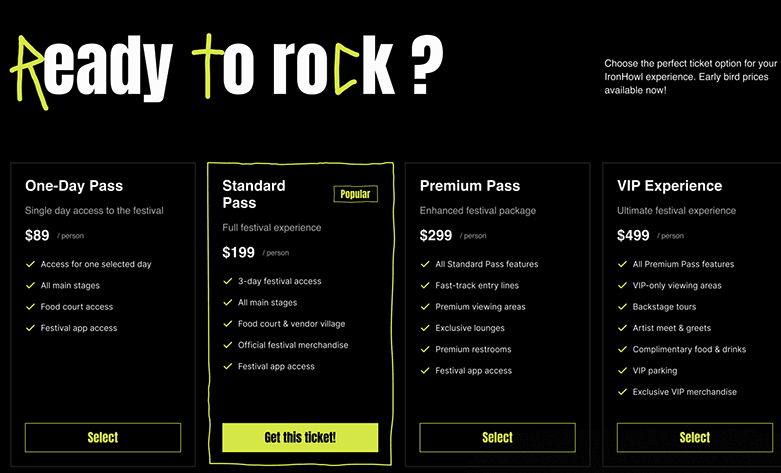 Ready to rock ?
Choose the perfect ticket option for your
IronHowl experience. Early bird prices
available now!
One-Day Pass
Single day access to the festival
$89 / person
Access for one selected day
All main stages
Food court access
Festival app access
Select
Standard
Pass
Popular
Full festival experience
$199 / person
3-day festival access
All main stages
Food court & vendor village
Official festival merchandise
Festival app access
Get this ticket!
Premium Pass
Enhanced festival package
$299 / person
All Standard Pass features
Fast-track entry lines
Premium viewing areas
Exclusive lounges
Premium restrooms
Festival app access
Select
VIP Experience
Ultimate festival experience
$499 / person
All Premium Pass features
VIP-only viewing areas
Backstage tours
Artist meet & greets
Complimentary food & drinks
VIP parking
Exclusive VIP merchandise
Select